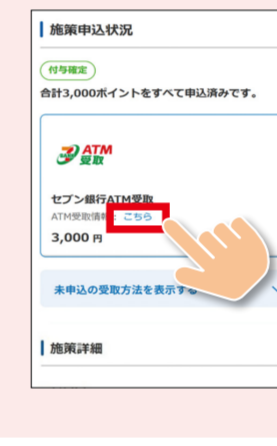 施策申込状況
付与確定
合計3,000ポイントをすべて申込済みです。
ATM
受取
セブン銀行ATM受取
ATM受取情報：こちら
3,000 円
未申込の受取方法を表示する
施策詳細